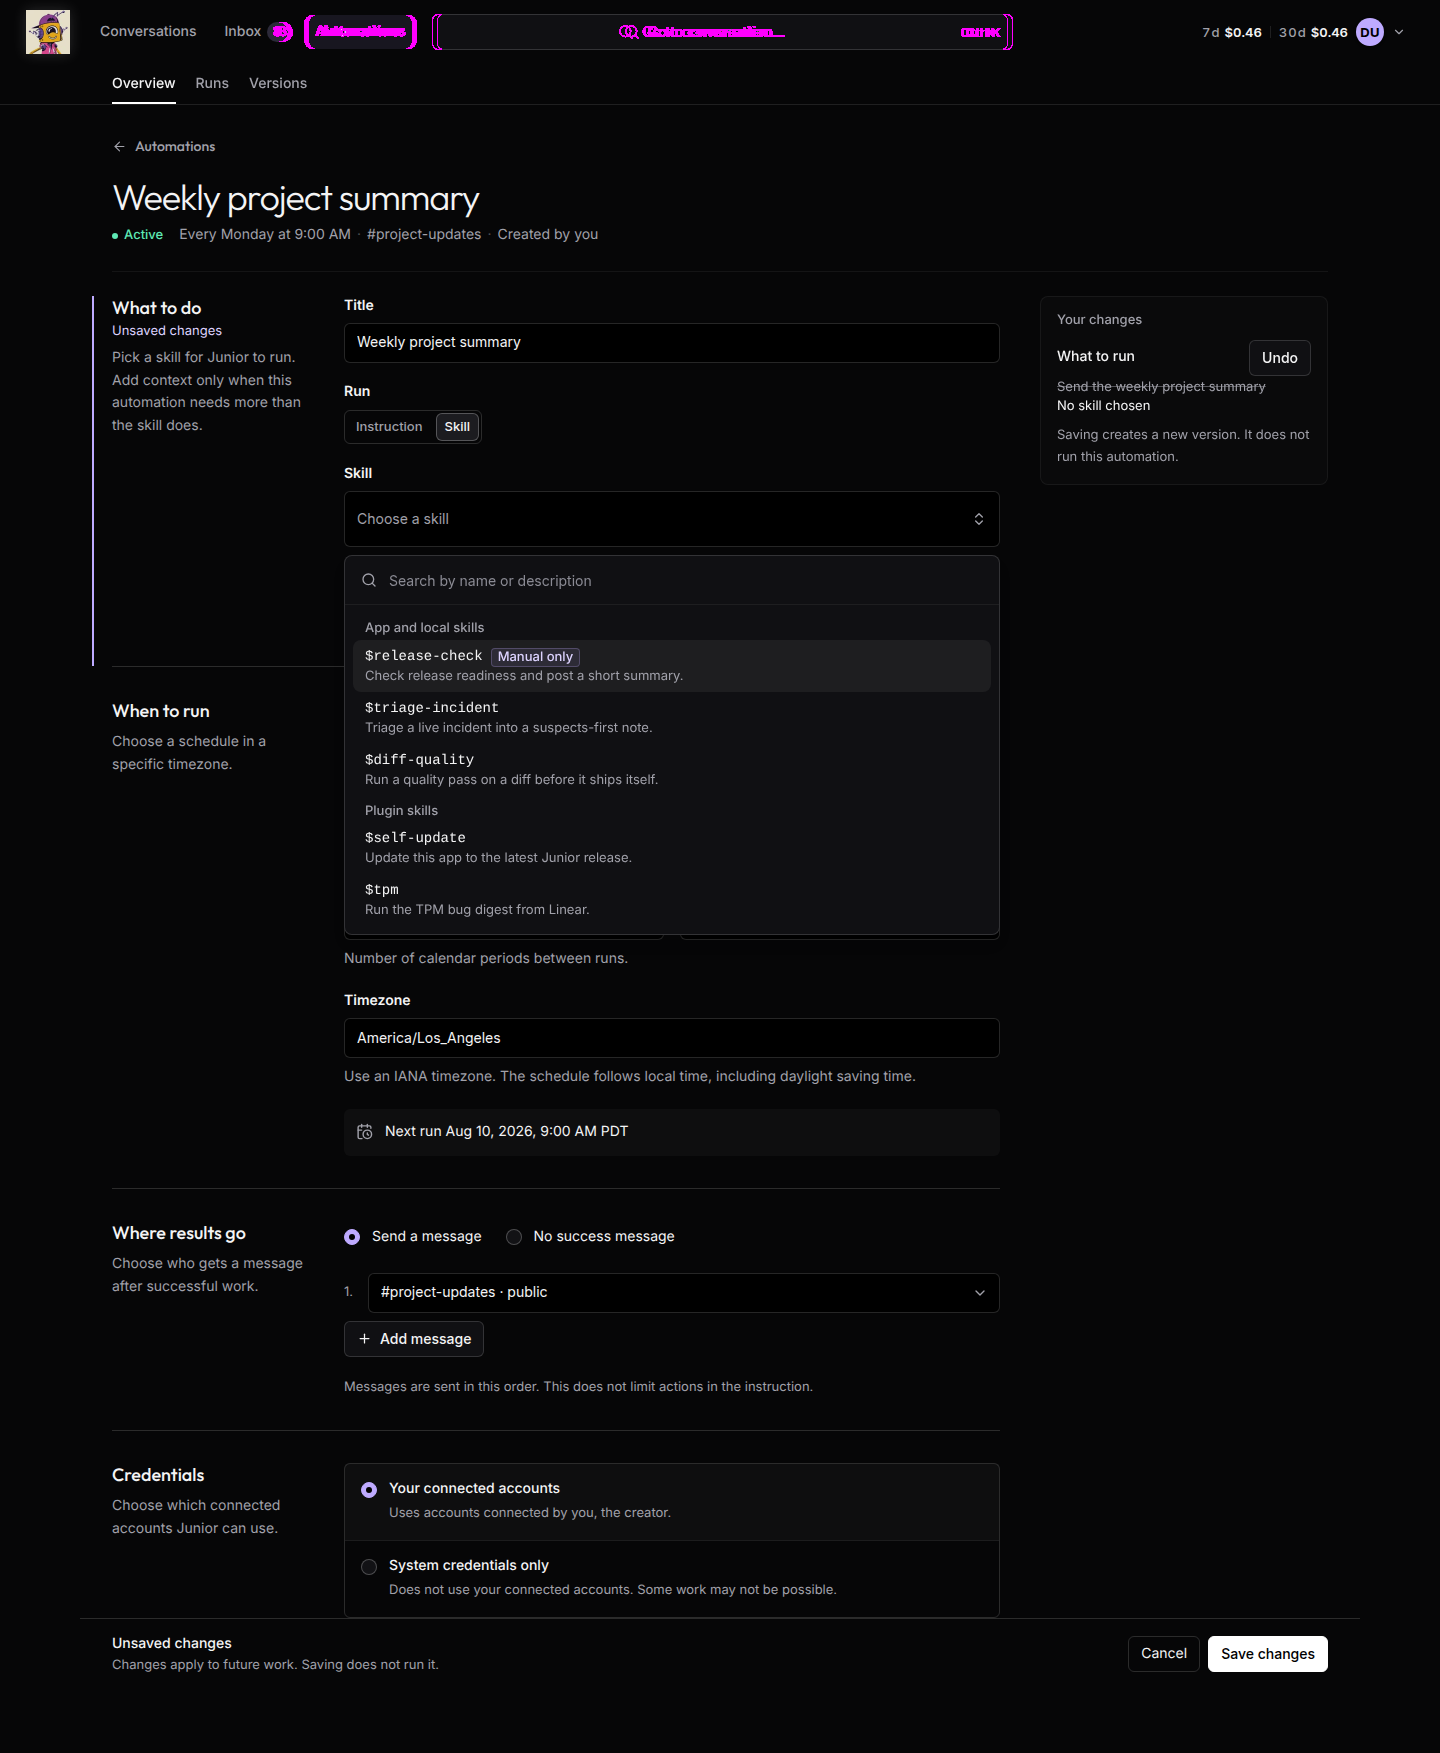 Conversations
Inbox
7d $0.46 30d $0.46 DU
Overview Runs Versions
Automations
Weekly project summary
Active Every Monday at 9:00 AM · #project-updates · Created by you
What to do
Unsaved changes
Pick a skill for Junior to run.
Add context only when this
automation needs more than
the skill does.
Title
Weekly project summary
Run
Instruction Skill
Skill
Choose a skill
Search by name or description
App and local skills
$release-check Manual only
Check release readiness and post a short summary.
$triage-incident
Triage a live incident into a suspects-first note.
$diff-quality
Run a quality pass on a diff before it ships itself.
Plugin skills
$self-update
Update this app to the latest Junior release.
$tpm
Run the TPM bug digest from Linear.
Your changes
What to run
Undo
Send the weekly project summary
No skill chosen
Saving creates a new version. It does not
run this automation.
When to run
Choose a schedule in a
specific timezone.
Number of calendar periods between runs.
Timezone
America/Los_Angeles
Use an IANA timezone. The schedule follows local time, including daylight saving time.
Next run Aug 10, 2026, 9:00 AM PDT
Where results go
Choose who gets a message
after successful work.
Send a message No success message
1. #project-updates · public
+ Add message
Messages are sent in this order. This does not limit actions in the instruction.
Credentials
Choose which connected
accounts Junior can use.
Your connected accounts
Uses accounts connected by you, the creator.
System credentials only
Does not use your connected accounts. Some work may not be possible.
Unsaved changes
Changes apply to future work. Saving does not run it.
Cancel Save changes